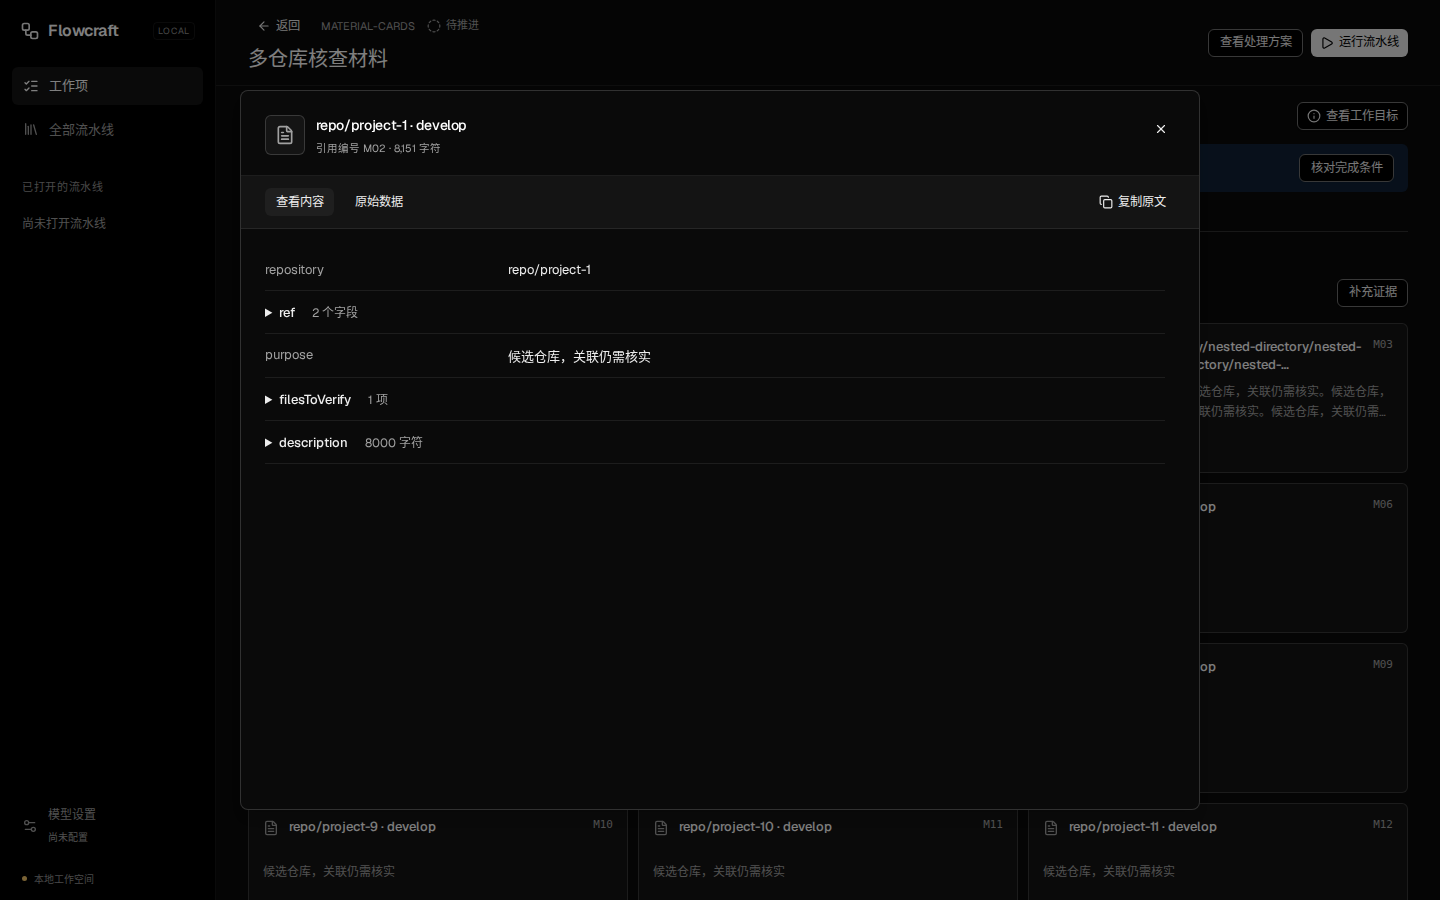 Flowcraft
LOCAL
工作项
全部流水线
已打开的流水线
尚未打开流水线
模型设置
尚未配置
本地工作空间
返回
MATERIAL-CARDS
待推进
多仓库核查材料
查看处理方案
运行流水线
查看工作目标
核对完成条件
补充证据
repo/project-1 · develop
引用编号 M02 · 8,151 字符
查看内容
原始数据
复制原文
repository
repo/project-1
ref
2 个字段
purpose
候选仓库，关联仍需核实
filesToVerify
1 项
description
8000 字符
y/nested-directory/nested-
M03
ctory/nested-…
选仓库，关联仍需核实。候选仓库，
联仍需核实。候选仓库，关联仍需…
op
M06
op
M09
repo/project-9 · develop
M10
候选仓库，关联仍需核实
repo/project-10 · develop
M11
候选仓库，关联仍需核实
repo/project-11 · develop
M12
候选仓库，关联仍需核实